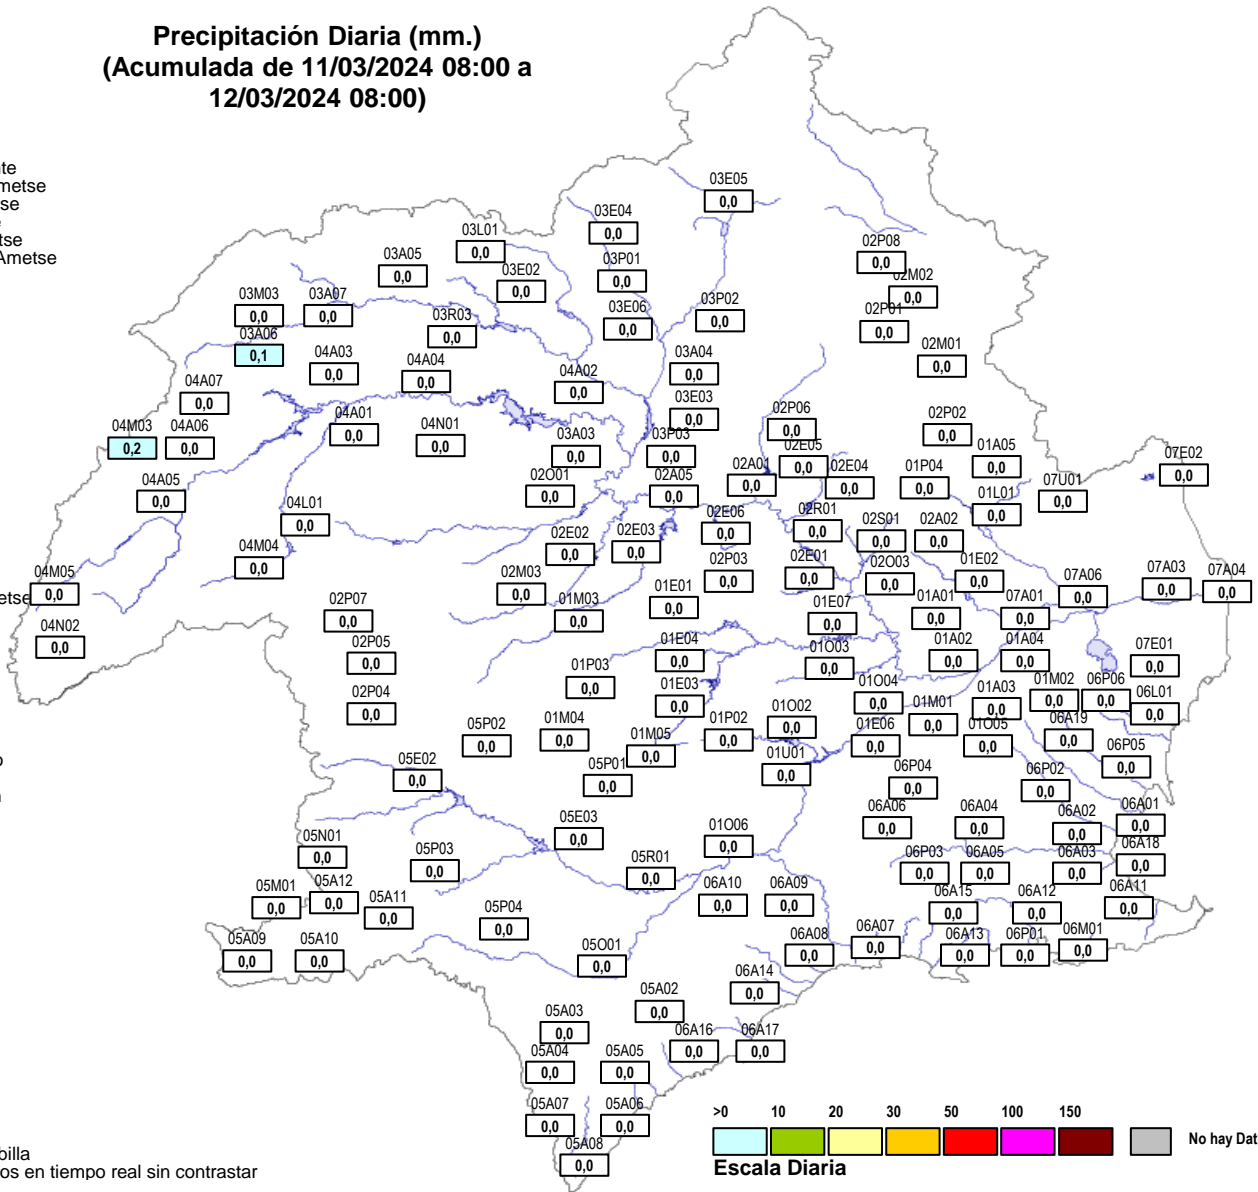 Precipitación Diaria (mm.)
(Acumulada de 11/03/2024 08:00 a
12/03/2024 08:00)
nte
Ametse
tse
e
etse
Ametse
03E05
0,0
03E04
0,0
03L01
0,0
03A05
0,0
03P01
0,0
03E02
0,0
02P08
0,0
02M02
0,0
03M03
0,0
03A07
0,0
03R03
0,0
03E06
0,0
03P02
0,0
02P01
0,0
03A06
0,1
04A03
0,0
04A04
0,0
03A04
0,0
02M01
0,0
04A07
0,0
04A02
0,0
03E03
0,0
04M03
0,2
04A06
0,0
04A01
0,0
04N01
0,0
02P06
0,0
02P02
0,0
03A03
0,0
03P03
0,0
02E05
0,0
01A05
0,0
07E02
0,0
04A05
0,0
02O01
0,0
02A05
0,0
02A01
0,0
02E04
0,0
01P04
0,0
07U01
0,0
04L01
0,0
01L01
0,0
02E06
0,0
02R01
0,0
02S01
0,0
02A02
0,0
04M04
0,0
02E02
0,0
02E03
0,0
02P03
0,0
02E01
0,0
02O03
0,0
01E02
0,0
04M05
0,0
etse
02M03
0,0
01E01
0,0
07A06
0,0
07A03
0,0
07A04
0,0
02P07
0,0
01M03
0,0
01E07
0,0
01A01
0,0
07A01
0,0
04N02
0,0
02P05
0,0
01E04
0,0
01O03
0,0
01A02
0,0
01A04
0,0
07E01
0,0
01P03
0,0
02P04
0,0
01E03
0,0
01O04
0,0
01A03
0,0
01M02
0,0
06P06
0,0
06L01
0,0
05P02
0,0
01M04
0,0
01M05
0,0
01P02
0,0
01O02
0,0
01E06
0,0
01M01
0,0
01O05
0,0
06A19
0,0
05E02
0,0
05P01
0,0
01U01
0,0
06P04
0,0
06P02
0,0
06P05
0,0
05E03
0,0
01O06
0,0
06A06
0,0
06A04
0,0
06A02
0,0
06A01
0,0
05N01
0,0
05P03
0,0
05R01
0,0
06P03
0,0
06A05
0,0
06A03
0,0
06A18
0,0
05M01
0,0
05A12
0,0
05A11
0,0
06A10
0,0
06A09
0,0
06A15
0,0
06A12
0,0
06A11
0,0
05P04
0,0
05A09
0,0
05A10
0,0
05O01
0,0
06A08
0,0
06A07
0,0
06A13
0,0
06P01
0,0
06M01
0,0
05A02
0,0
06A14
0,0
05A03
0,0
06A16
0,0
06A17
0,0
05A04
0,0
05A05
0,0
05A07
0,0
05A06
0,0
05A08
0,0
>0 10 20 30 50 100 150
No hay Dat
Escala Diaria
billa
os en tiempo real sin contrastar